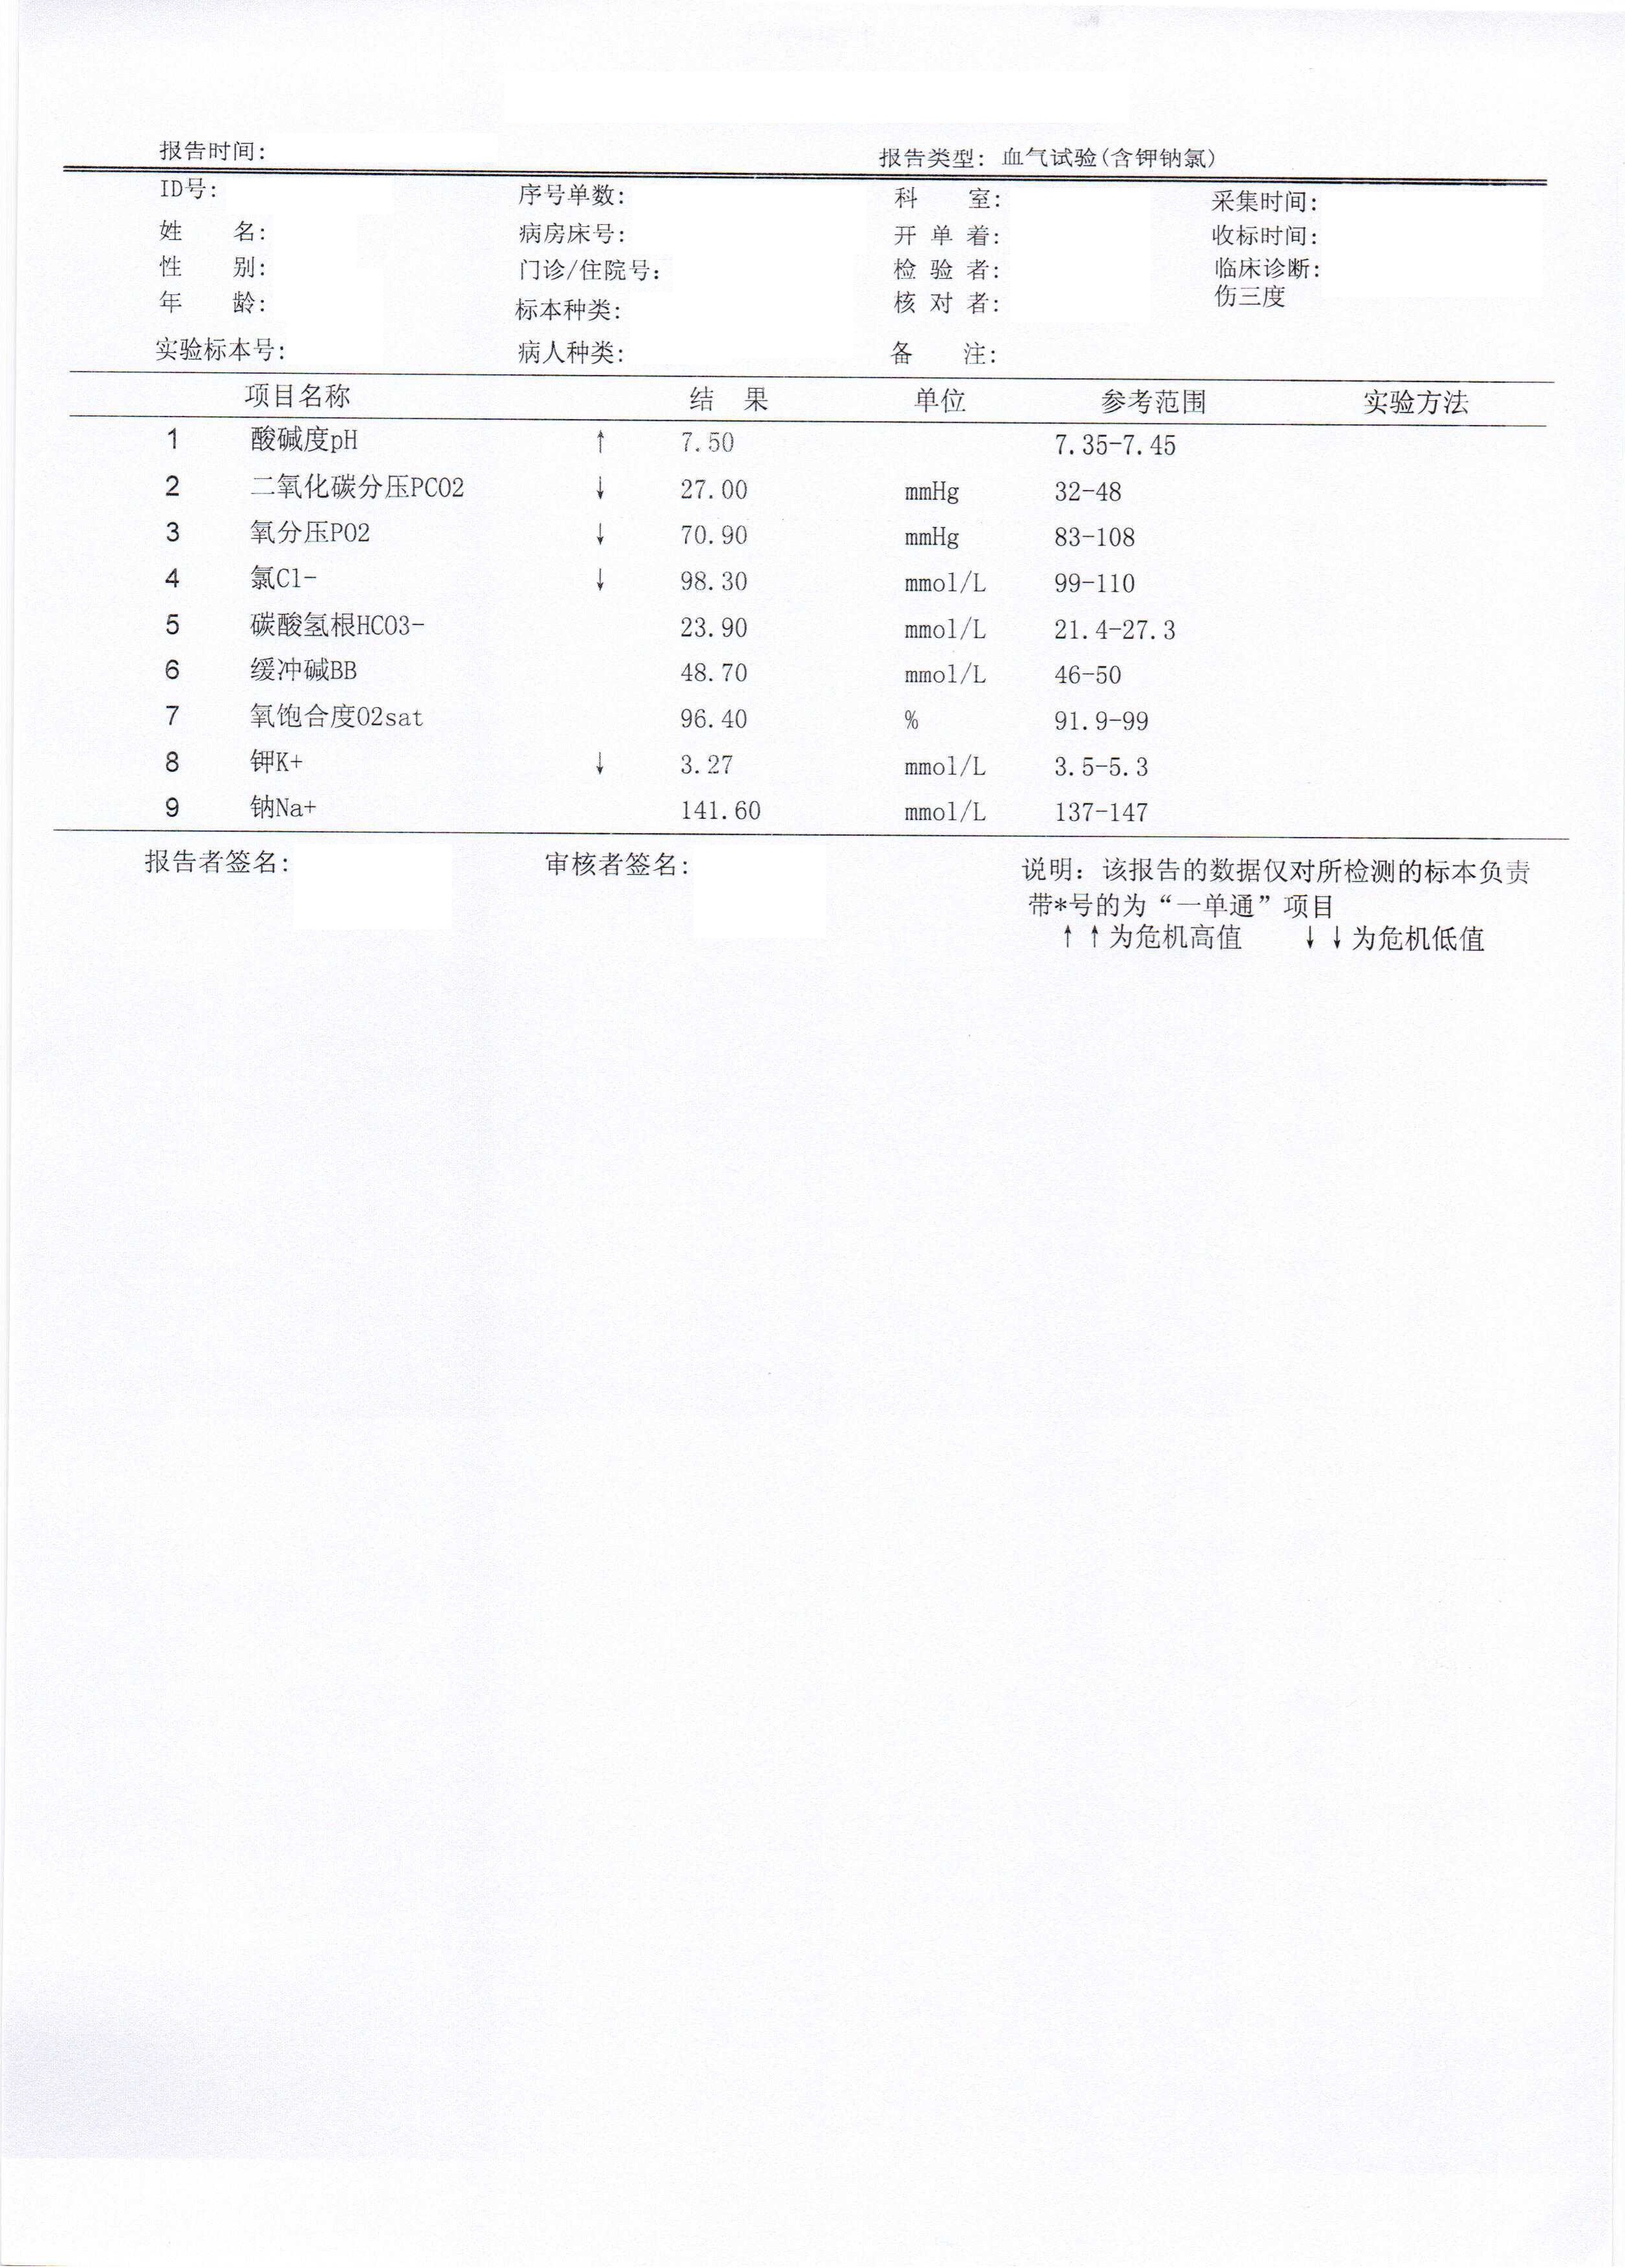 报告时间: 报告类型: 血气试验(含钾钠氯)
ID号: 序号单数: 科 室: 采集时间:
姓 名: 病房床号: 开 单 着: 收标时间:
性 别: 门诊/住院号: 检 验 者: 临床诊断:
年 龄: 标本种类: 核 对 者: 伤三度
实验标本号: 病人种类: 备 注:
项目名称 结 果 单位 参考范围 实验方法
1 酸碱度pH ↑ 7.50 7.35-7.45
2 二氧化碳分压PCO2 ↓ 27.00 mmHg 32-48
3 氧分压PO2 ↓ 70.90 mmHg 83-108
4 氯Cl- ↓ 98.30 mmol/L 99-110
5 碳酸氢根HCO3- 23.90 mmol/L 21.4-27.3
6 缓冲碱BB 48.70 mmol/L 46-50
7 氧饱合度O2sat 96.40 % 91.9-99
8 钾K+ ↓ 3.27 mmol/L 3.5-5.3
9 钠Na+ 141.60 mmol/L 137-147
报告者签名: 审核者签名: 说明: 该报告的数据仅对所检测的标本负责
带*号的为“一单通”项目
↑↑为危机高值 ↓↓为危机低值